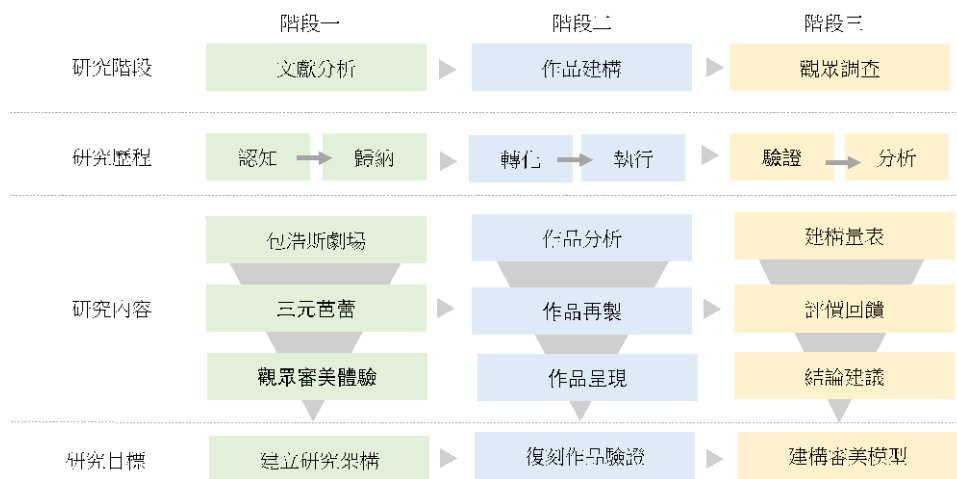 階段一 階段二 階段三
研究階段 文獻分析 作品建構 觀眾調查
研究歷程 認知 歸納 轉化 執行 驗證 分析
包浩斯劇場 作品分析 建構量表
研究內容 三元芭蕾 作品再製 評價回饋
觀眾審美體驗 作品呈現 結論建議
研究目標 建立研究架構 復刻作品驗證 建構審美模型